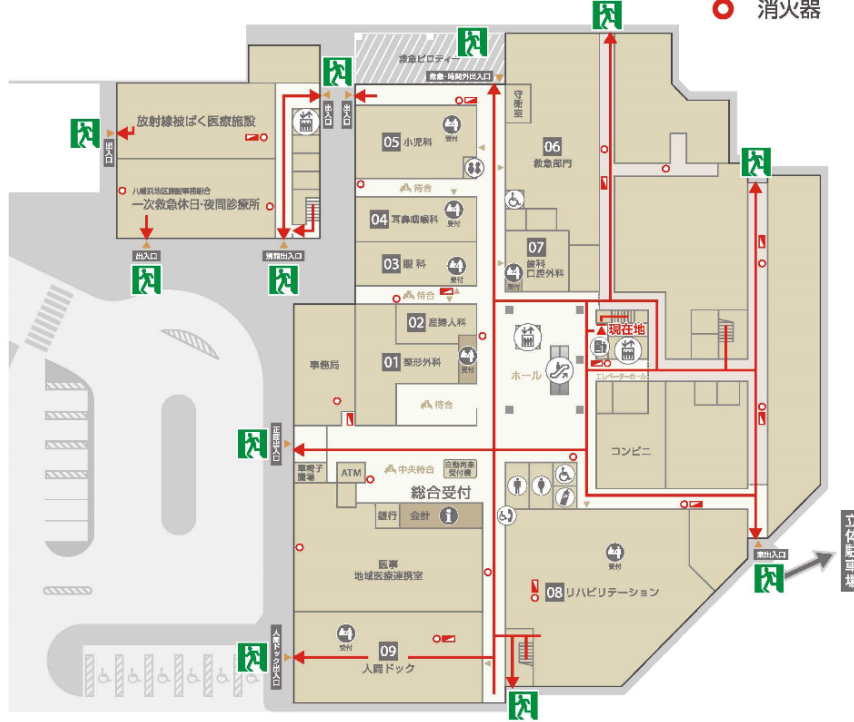 消火器
救急ピロティー
救急・時間外出入口
出入口
出入口
守衛室
放射線被ばく医療施設
出入口
05 小児科
受付
06
救急部門
八幡浜地区施設事務組合
一次救急休日・夜間診療所
待合
04 耳鼻咽喉科
受付
出入口
別館出入口
03 眼科
受付
07
歯科
口腔外科
受付
待合
02 産婦人科
現在地
事務局
01 整形外科
受付
ホール
エレベーターホール
待合
正面出入口
コンビニ
車椅子
置場
ATM
中央待合
自動再来
受付機
総合受付
銀行
会計
東出入口
立体駐車場
医事
地域医療連携室
受付
08 リハビリテーション
人間ドック出入口
受付
09
人間ドック